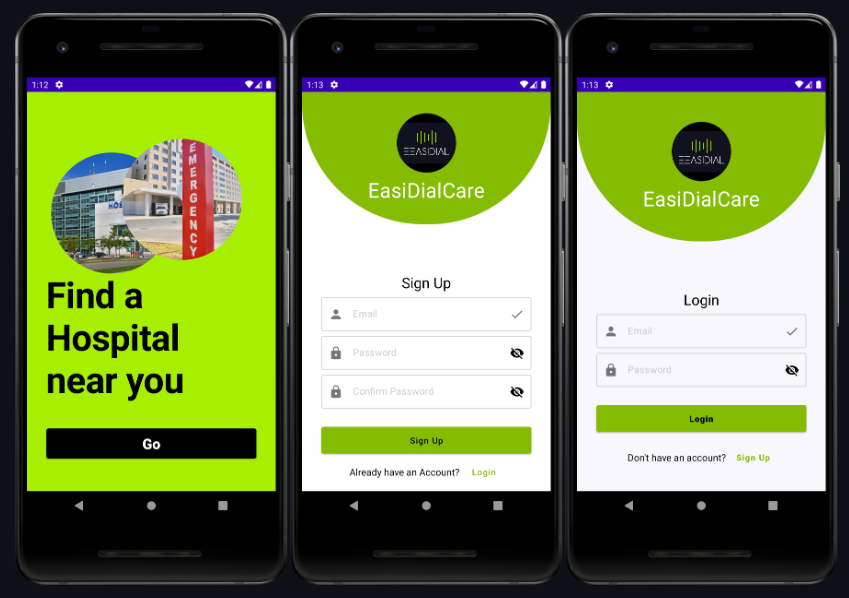 1:12
HOS
EMERGENCY
Find a
Hospital
near you
Go
1:13
EEASIDIAL
EasiDialCare
Sign Up
Email
Password
Confirm Password
Sign Up
Already have an Account? Login
1:13
EEASIDIAL
EasiDialCare
Login
Email
Password
Login
Don't have an account? Sign Up